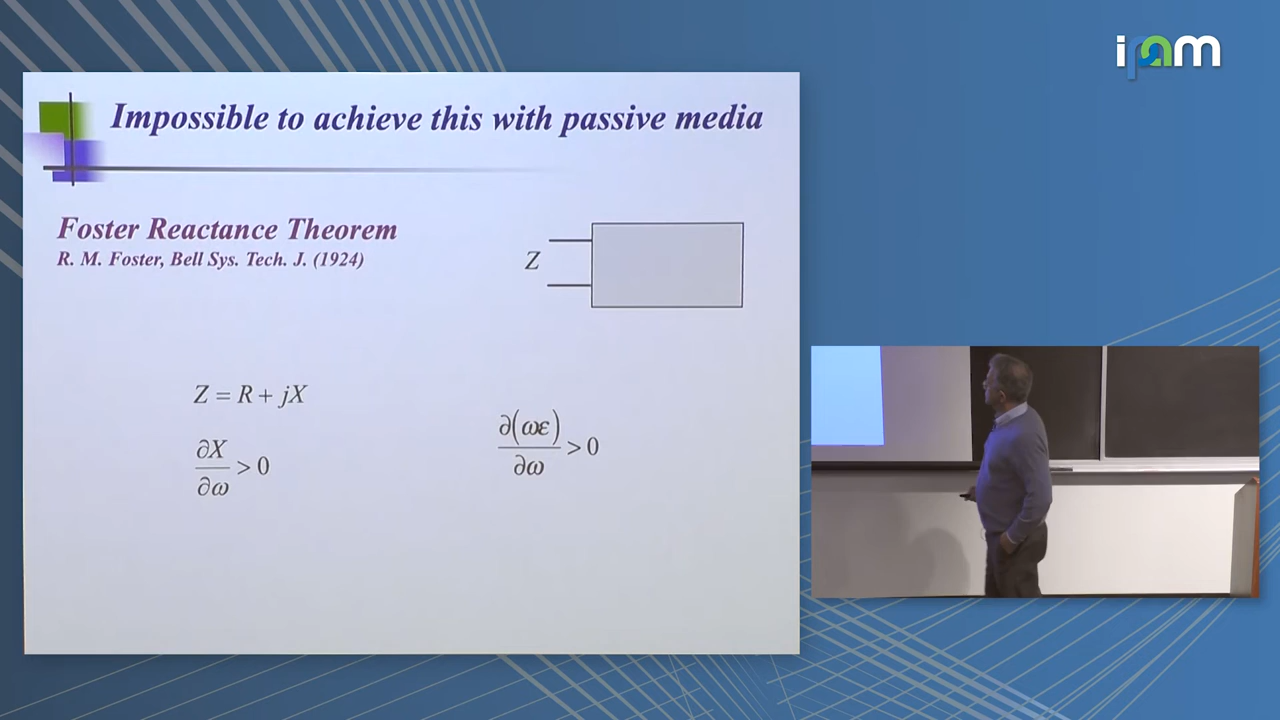 ipam
Impossible to achieve this with passive media
Foster Reactance Theorem
R. M. Foster, Bell Sys. Tech. J. (1924)
Z
Z = R + jX
∂X/∂ω > 0
∂(ωε)/∂ω > 0